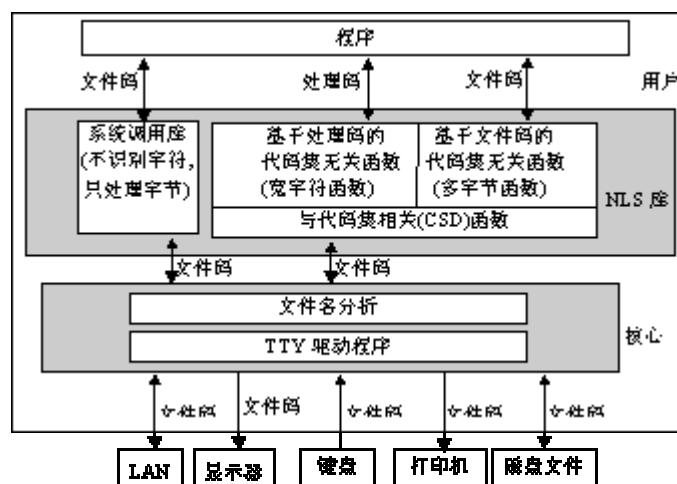 程序
文件码
处理码
文件码
用户
系统调用库
(不识别字符,
只处理字节)
基于处理码的
代码集无关函数
(宽字符函数)
基于文件码的
代码集无关函数
(多字节函数)
与代码集相关(CSD)函数
NLS 库
文件码
文件码
文件名分析
TTY 驱动程序
核心
文件码
文件码
文件码
文件码
文件码
LAN
显示器
键盘
打印机
磁盘文件